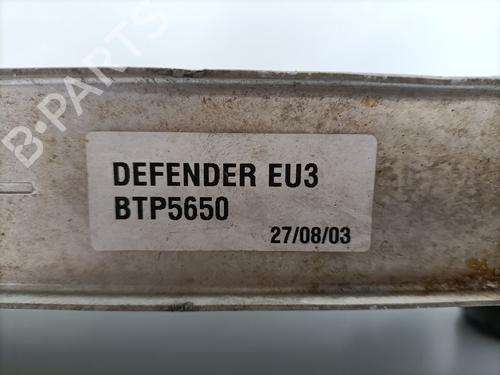 B-PARTS
DEFENDER EU3
BTP5650
27/08/03